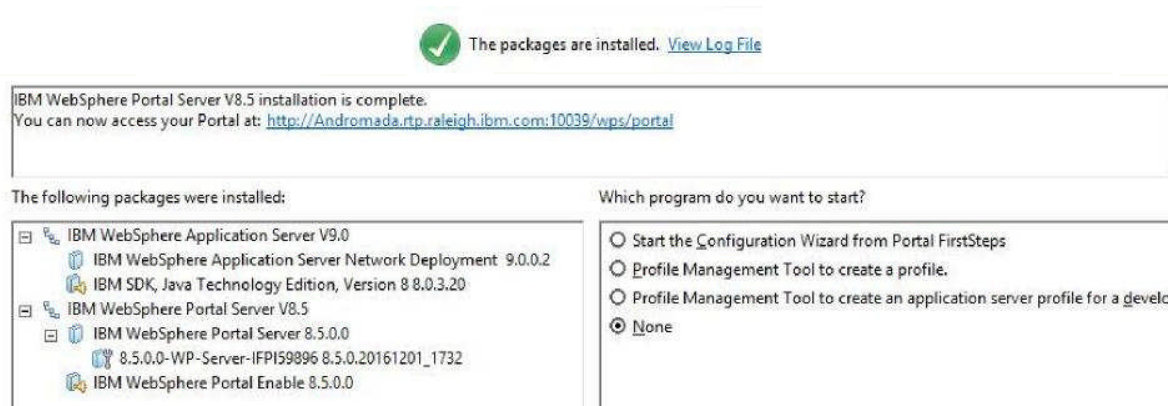 The packages are installed. View Log File
IBM WebSphere Portal Server V8.5 installation is complete.
You can now access your Portal at: http://Andromada.rtp.raleigh.ibm.com:10039/wps/portal
The following packages were installed:
IBM WebSphere Application Server V9.0
IBM WebSphere Application Server Network Deployment 9.0.0.2
IBM SDK, Java Technology Edition, Version 8 8.0.3.20
IBM WebSphere Portal Server V8.5
IBM WebSphere Portal Server 8.5.0.0
8.5.0.0-WP-Server-IFPI59896 8.5.0.20161201_1732
IBM WebSphere Portal Enable 8.5.0.0
Which program do you want to start?
Start the Configuration Wizard from Portal FirstSteps
Profile Management Tool to create a profile.
Profile Management Tool to create an application server profile for a develo
None